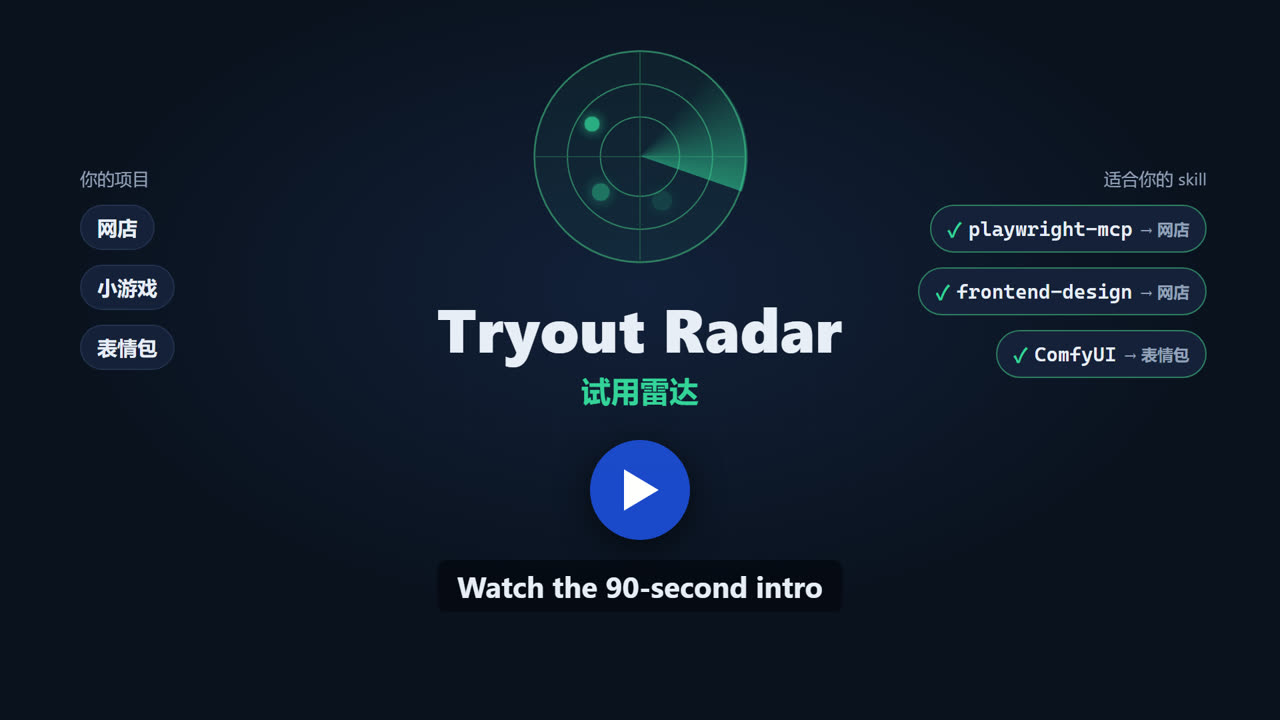 你的项目
网店
小游戏
表情包
Tryout Radar
试用雷达
Watch the 90-second intro
适合你的 skill
✓ playwright-mcp → 网店
✓ frontend-design → 网店
✓ ComfyUI → 表情包